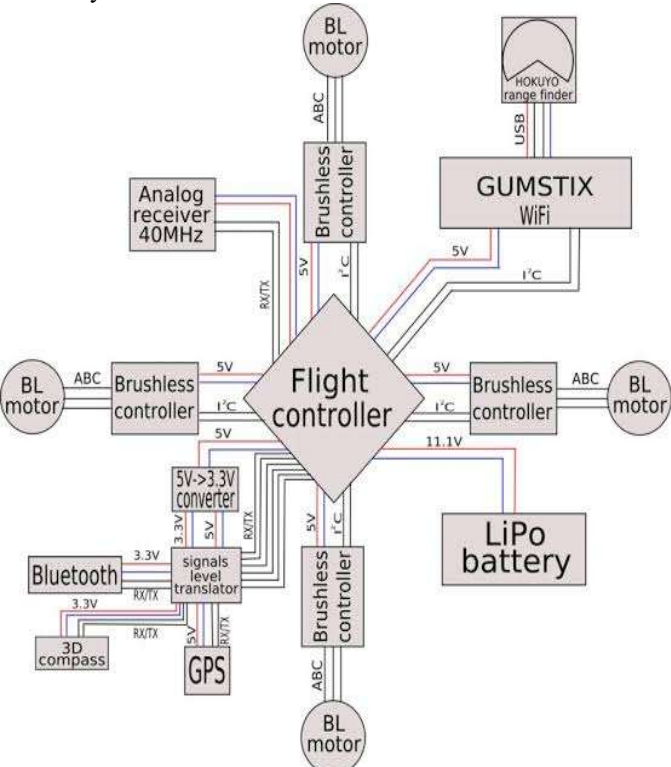 BL
motor
ABC
Brushless
controller
5V
I²C
HOKUYO
range finder
USB
GUMSTIX
WiFi
5V
I²C
Analog
receiver
40MHz
RX/TX
BL
motor
ABC
Brushless
controller
5V
I²C
Flight
controller
5V
I²C
Brushless
controller
ABC
BL
motor
5V
5V->3.3V
converter
3.3V
5V
RX/TX
11.1V
LiPo
battery
Bluetooth
3.3V
RX/TX
signals
level
translator
3.3V
RX/TX
3D
compass
5V
RX/TX
GPS
5V
I²C
Brushless
controller
ABC
BL
motor